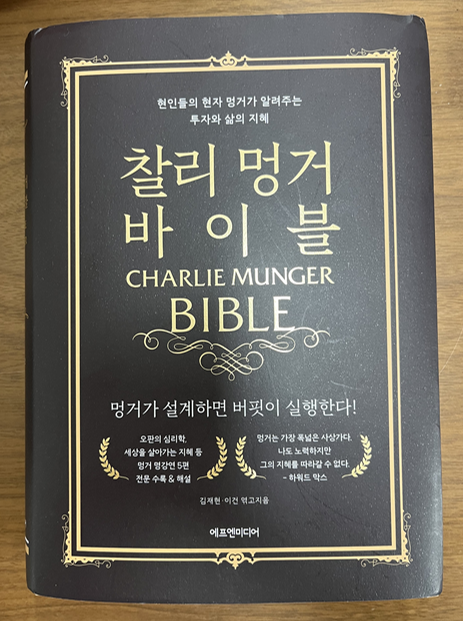 현인들의 현자 멍거가 알려주는
투자와 삶의 지혜
찰리 멍거
바이블
CHARLIE MUNGER
BIBLE
멍거가 설계하면 버핏이 실행한다!
오판의 심리학,
세상을 살아가는 지혜 등
멍거 명강연 5편
전문 수록 & 해설
멍거는 가장 폭넓은 사상가다.
나도 노력하지만
그의 지혜를 따라갈 수 없다.
- 하워드 막스
김재현·이건 엮고지음
에프엔미디어